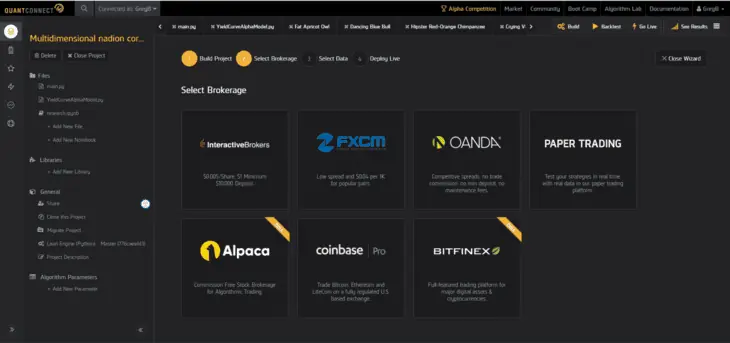 QUANTCONNECT
Connected as: GregB
Alpha Competition
Market
Community
Boot Camp
Algorithm Lab
Documentation
GregB
Multidimensional nadion cor...
Delete
Close Project
main.py
YieldCurveAlphaModel.py
Fat Apricot Owl
Dancing Blue Bull
Hipster Red-Orange Chimpanzee
Crying V
Build
Backtest
Go Live
See Results
Files
main.py
YieldCurveAlphaModel.py
research.ipynb
+ Add New File
+ Add New Notebook
Libraries
+ Add New Library
General
Share
Clone this Project
Migrate Project
Lean Engine (Python)
Project Description
Algorithm Parameters
+ Add New Parameter
1 Build Project
Select Brokerage
3 Select Data
4 Deploy Live
Close Wizard
Select Brokerage
InteractiveBrokers
$0.005/Share, $1 Minimum
$10,000 Deposit.
FXCM
Low spread and $0.04 per 1K
for popular pairs
OANDA
Competitive spreads, no trade
commission no min deposit, no
maintenance fees.
PAPER TRADING
Test your strategies in real time
with real data in our paper trading
platform
Alpaca
Commission Free Stock Brokerage
for Algorithmic Trading
coinbase Pro
Trade Bitcoin, Ethereum and
LiteCoin on a fully regulated U.S.
based exchange.
BITFINEX
Full-featured trading platform for
major digital assets &
cryptocurrencies.